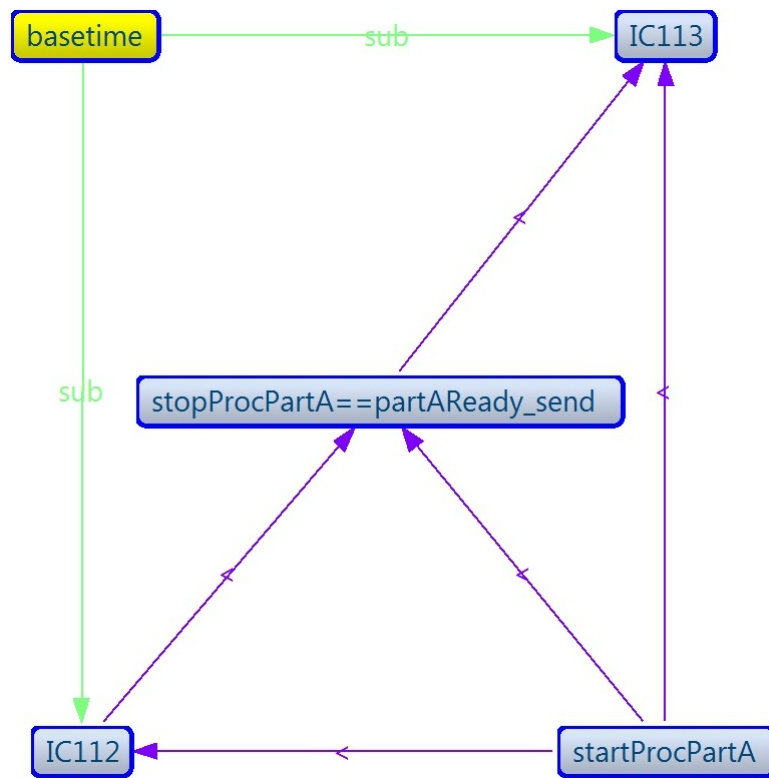 basetime
sub
IC113
<
<
sub
stopProcPartA==partAReady_send
<
<
IC112
<
startProcPartA